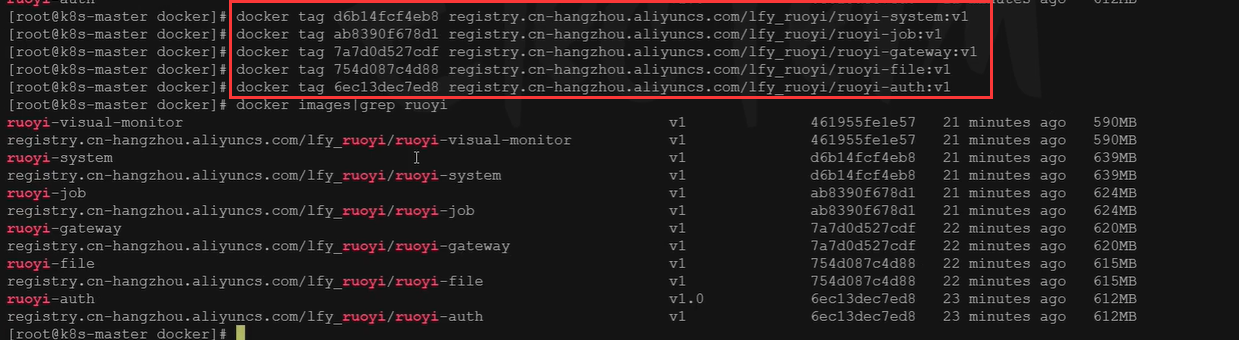 ruoyi-auth 612MB
[root@k8s-master docker]# docker tag d6b14fcf4eb8 registry.cn-hangzhou.aliyuncs.com/lfy_ruoyi/ruoyi-system:v1
[root@k8s-master docker]# docker tag ab8390f678d1 registry.cn-hangzhou.aliyuncs.com/lfy_ruoyi/ruoyi-job:v1
[root@k8s-master docker]# docker tag 7a7d0d527cdf registry.cn-hangzhou.aliyuncs.com/lfy_ruoyi/ruoyi-gateway:v1
[root@k8s-master docker]# docker tag 754d087c4d88 registry.cn-hangzhou.aliyuncs.com/lfy_ruoyi/ruoyi-file:v1
[root@k8s-master docker]# docker tag 6ec13dec7ed8 registry.cn-hangzhou.aliyuncs.com/lfy_ruoyi/ruoyi-auth:v1
[root@k8s-master docker]# docker images|grep ruoyi
ruoyi-visual-monitor v1 461955fe1e57 21 minutes ago 590MB
registry.cn-hangzhou.aliyuncs.com/lfy_ruoyi/ruoyi-visual-monitor v1 461955fe1e57 21 minutes ago 590MB
ruoyi-system v1 d6b14fcf4eb8 21 minutes ago 639MB
registry.cn-hangzhou.aliyuncs.com/lfy_ruoyi/ruoyi-system v1 d6b14fcf4eb8 21 minutes ago 639MB
ruoyi-job v1 ab8390f678d1 21 minutes ago 624MB
registry.cn-hangzhou.aliyuncs.com/lfy_ruoyi/ruoyi-job v1 ab8390f678d1 21 minutes ago 624MB
ruoyi-gateway v1 7a7d0d527cdf 22 minutes ago 620MB
registry.cn-hangzhou.aliyuncs.com/lfy_ruoyi/ruoyi-gateway v1 7a7d0d527cdf 22 minutes ago 620MB
ruoyi-file v1 754d087c4d88 22 minutes ago 615MB
registry.cn-hangzhou.aliyuncs.com/lfy_ruoyi/ruoyi-file v1 754d087c4d88 22 minutes ago 615MB
ruoyi-auth v1.0 6ec13dec7ed8 23 minutes ago 612MB
registry.cn-hangzhou.aliyuncs.com/lfy_ruoyi/ruoyi-auth v1 6ec13dec7ed8 23 minutes ago 612MB
[root@k8s-master docker]#